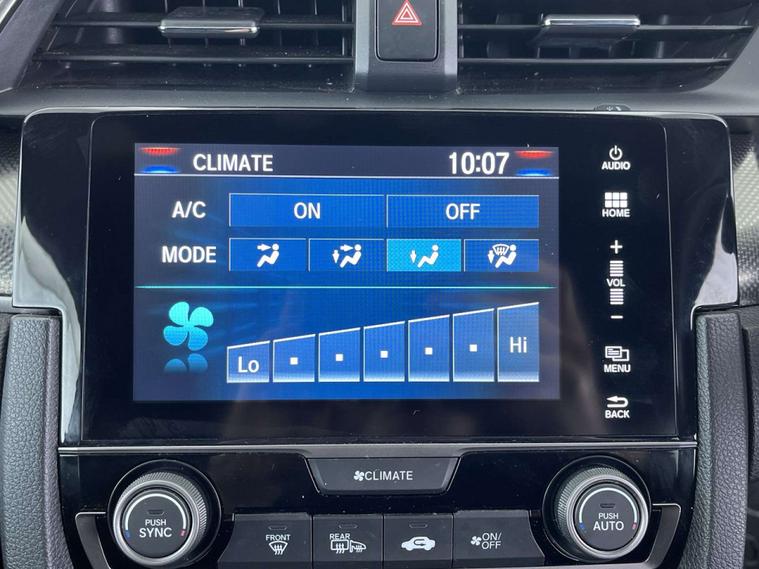 CLIMATE 10:07
A/C ON OFF
MODE
Lo Hi
AUDIO
HOME
+
VOL
-
MENU
BACK
CLIMATE
PUSH
SYNC
FRONT
REAR
ON/
OFF
PUSH
AUTO